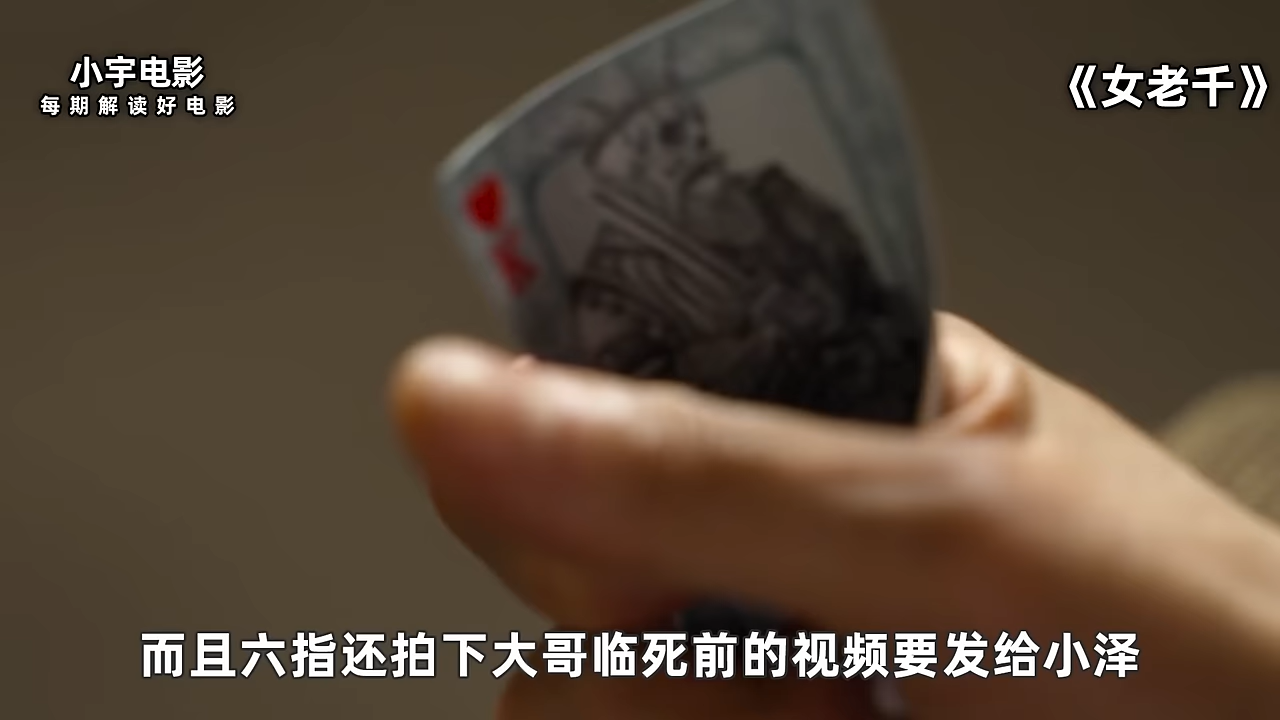 小宇电影
每期解读好电影
《女老千》
而且六指还拍下大哥临死前的视频要发给小泽